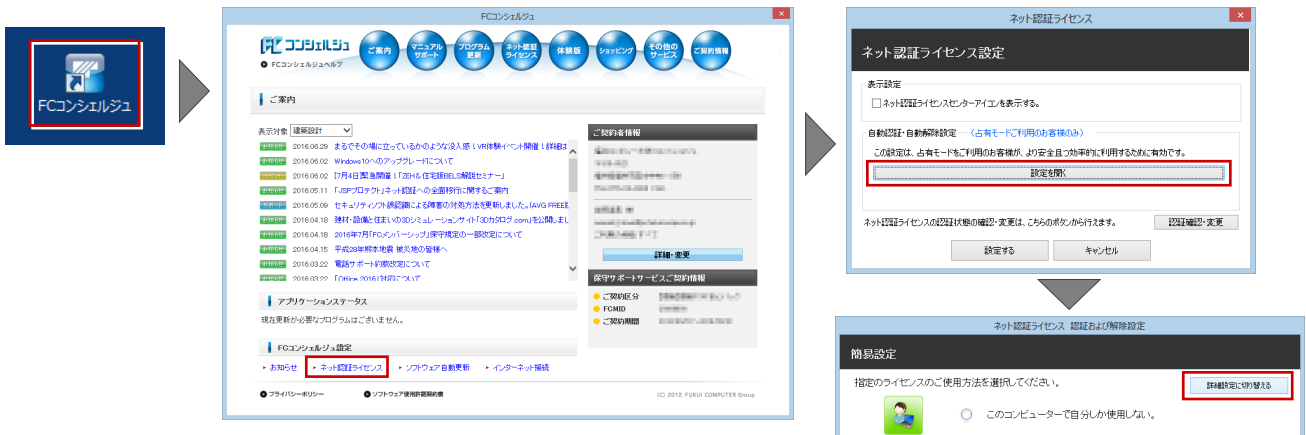 FCコンシェルジュ
FCコンシェルジュ
FC コンシェルジュ
FCコンシェルジュヘルプ
ご案内
マニュアル
サポート
プログラム
更新
ネット認証
ライセンス
体験版
ショッピング
その他の
サービス
ご契約情報
ご案内
表示対象 建築設計
お知らせ 2016.06.29 まるでその場に立っているかのような没入感!VR体験イベント開催!詳細は
お知らせ 2016.06.02 Windows10へのアップグレードについて
2016.06.02 【7月4日緊急開催!「ZEH&住宅版BELS解説セミナー」
お知らせ 2016.05.11 「JSPプロテクト」ネット認証への全面移行に関するご案内
サポート 2016.05.09 セキュリティソフト誤認識による障害の対処方法を更新しました。(AVG FREE
お知らせ 2016.04.18 建材・設備と住まいの3Dシミュレーションサイト「3Dカタログ.com」を公開しまし
お知らせ 2016.04.18 2016年7月「FCメンバーシップ」保守規定の一部改定について
お知らせ 2016.04.15 平成28年熊本地震 被災地の皆様へ
お知らせ 2016.03.22 電話サポート約款改定について
お知らせ 2016.03.22 「Office 2016」対応について
ご契約者情報
詳細・変更
保守サポートサービスご契約情報
ご契約区分
FCMID
ご契約期間
アプリケーションステータス
現在更新が必要なプログラムはございません。
FCコンシェルジュ設定
お知らせ ネット認証ライセンス ソフトウェア自動更新 インターネット接続
プライバシーポリシー ソフトウェア使用許諾契約書 (C) 2012 FUKUI COMPUTER Group
ネット認証ライセンス
ネット認証ライセンス設定
表示設定
ネット認証ライセンスセンターアイコンを表示する。
自動認証・自動解除設定 (占有モードご利用のお客様のみ)
この設定は、占有モードをご利用のお客様が、より安全且つ効率的に利用するために有効です。
設定を開く
ネット認証ライセンスの認証状態の確認・変更は、こちらのボタンから行えます。 認証確認・変更
設定する キャンセル
ネット認証ライセンス 認証および解除設定
簡易設定
指定のライセンスのご使用方法を選択してください。 詳細設定に切り替える
このコンピューターで自分しか使用しない。